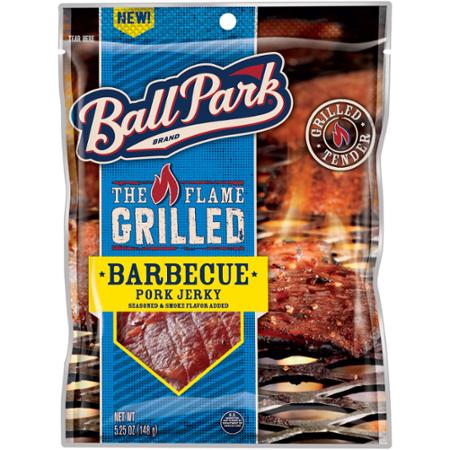 NEW!
TEAR HERE
Ball Park
BRAND
GRILLED
TENDER
THE FLAME
GRILLED
BARBECUE
PORK JERKY
SEASONED & SMOKE FLAVOR ADDED
NET WT
5.25 OZ (148 g)